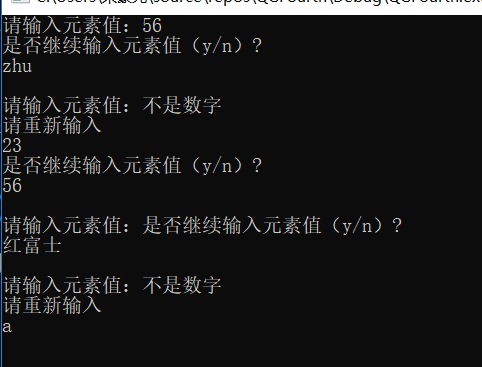 请输入元素值：56
是否继续输入元素值（y/n）？
zhu
请输入元素值：不是数字
请重新输入
23
是否继续输入元素值（y/n）？
56
请输入元素值：是否继续输入元素值（y/n）？
红富士
请输入元素值：不是数字
请重新输入
a